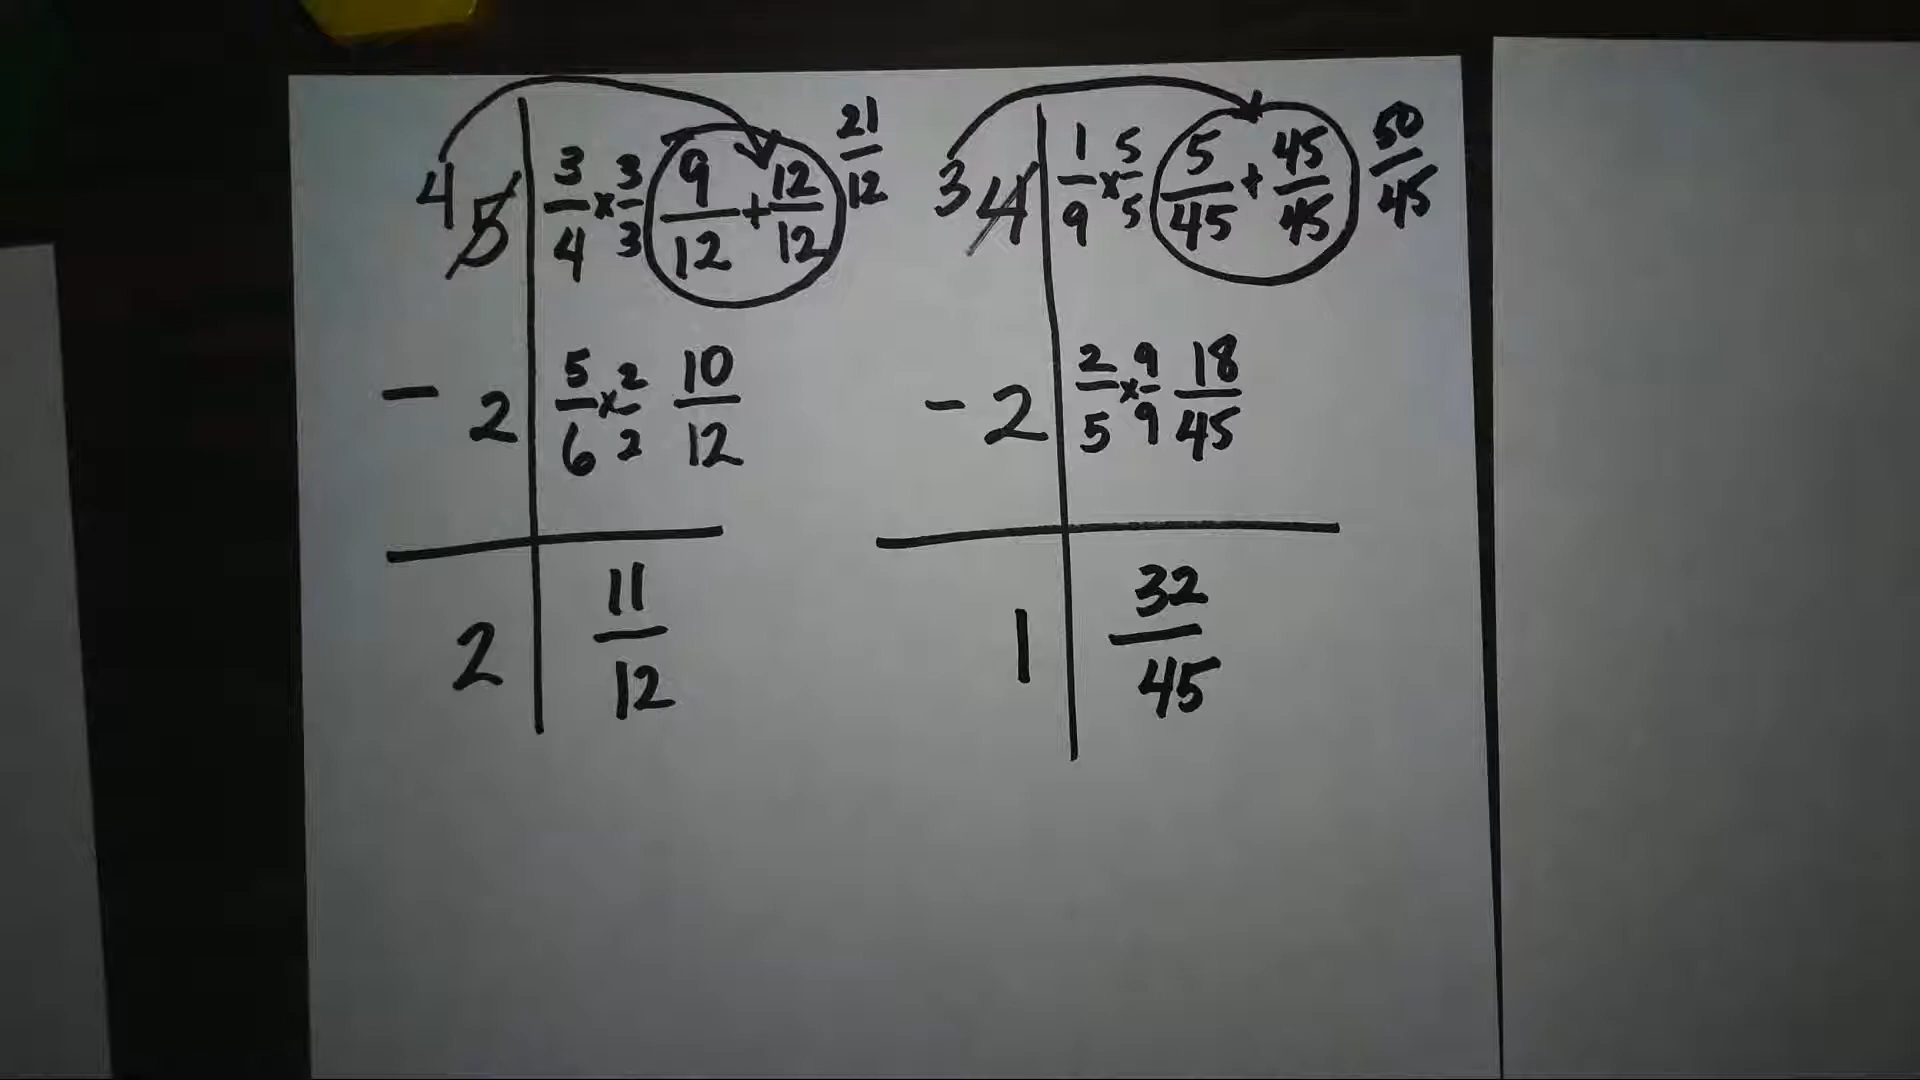 4 5 3/4 × 3/3 9/12 + 12/12 21/12
- 2 5/6 × 2/2 10/12
2 11/12
3 4 1/9 × 5/5 5/45 + 45/45 50/45
- 2 2/5 × 9/9 18/45
1 32/45